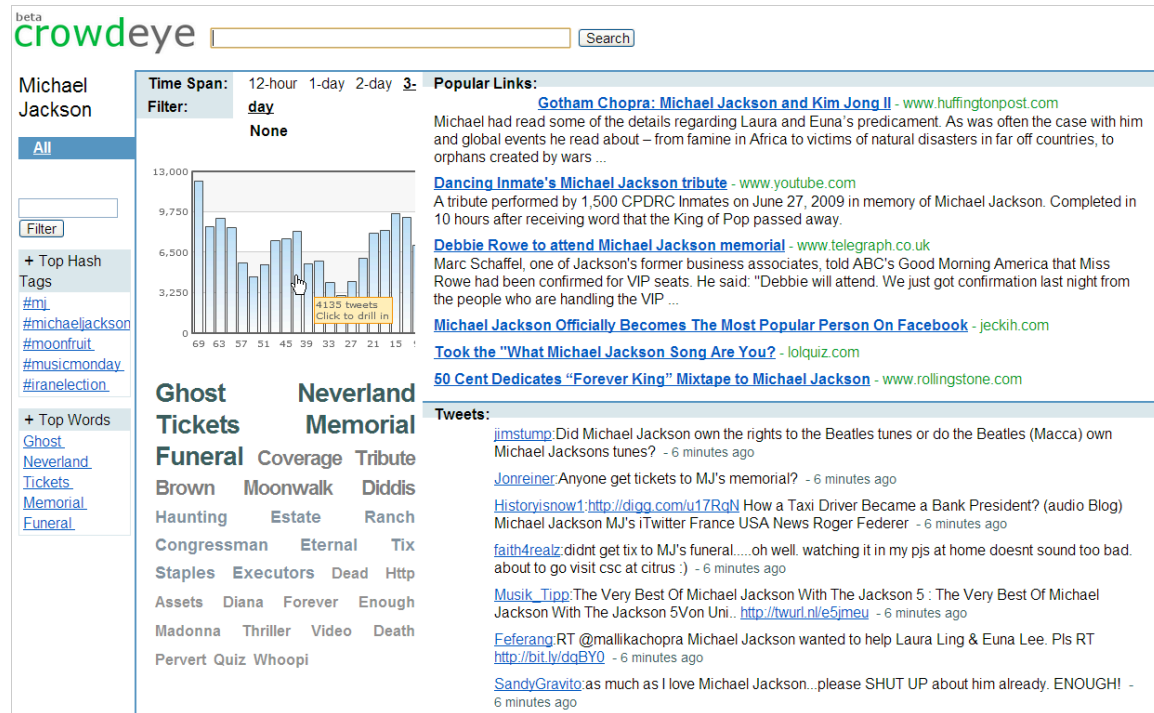 beta
crowdeye
Search
Michael
Jackson
All
Filter
+ Top Hash
Tags
#mj
#michaeljackson
#moonfruit
#musicmonday
#iranelection
+ Top Words
Ghost
Neverland
Tickets
Memorial
Funeral
Time Span: 12-hour 1-day 2-day 3-
Filter: day
None
13,000
9,750
6,500
3,250
0
4135 tweets
Click to drill in
69 63 57 51 45 39 33 27 21 15
Ghost Neverland
Tickets Memorial
Funeral Coverage Tribute
Brown Moonwalk Diddis
Haunting Estate Ranch
Congressman Eternal Tix
Staples Executors Dead Http
Assets Diana Forever Enough
Madonna Thriller Video Death
Pervert Quiz Whoopi
Popular Links:
Gotham Chopra: Michael Jackson and Kim Jong Il - www.huffingtonpost.com
Michael had read some of the details regarding Laura and Euna's predicament. As was often the case with him
and global events he read about – from famine in Africa to victims of natural disasters in far off countries, to
orphans created by wars ...
Dancing Inmate's Michael Jackson tribute - www.youtube.com
A tribute performed by 1,500 CPDRC Inmates on June 27, 2009 in memory of Michael Jackson. Completed in
10 hours after receiving word that the King of Pop passed away.
Debbie Rowe to attend Michael Jackson memorial - www.telegraph.co.uk
Marc Schaffel, one of Jackson's former business associates, told ABC's Good Morning America that Miss
Rowe had been confirmed for VIP seats. He said: "Debbie will attend. We just got confirmation last night from
the people who are handling the VIP ...
Michael Jackson Officially Becomes The Most Popular Person On Facebook - jeckih.com
Took the "What Michael Jackson Song Are You? - lolquiz.com
50 Cent Dedicates “Forever King” Mixtape to Michael Jackson - www.rollingstone.com
Tweets:
jimstump:Did Michael Jackson own the rights to the Beatles tunes or do the Beatles (Macca) own
Michael Jacksons tunes? - 6 minutes ago
Jonreiner:Anyone get tickets to MJ's memorial? - 6 minutes ago
Historyisnow1:http://digg.com/u17RqN How a Taxi Driver Became a Bank President? (audio Blog)
Michael Jackson MJ's iTwitter France USA News Roger Federer - 6 minutes ago
faith4realz:didnt get tix to MJ's funeral.....oh well. watching it in my pjs at home doesnt sound too bad.
about to go visit csc at citrus :) - 6 minutes ago
Musik_Tipp:The Very Best Of Michael Jackson With The Jackson 5 : The Very Best Of Michael
Jackson With The Jackson 5Von Uni.. http://twurl.nl/e5jmeu - 6 minutes ago
Feferang:RT @mallikachopra Michael Jackson wanted to help Laura Ling & Euna Lee. Pls RT
http://bit.ly/dqBY0 - 6 minutes ago
SandyGravito:as much as I love Michael Jackson...please SHUT UP about him already. ENOUGH! -
6 minutes ago